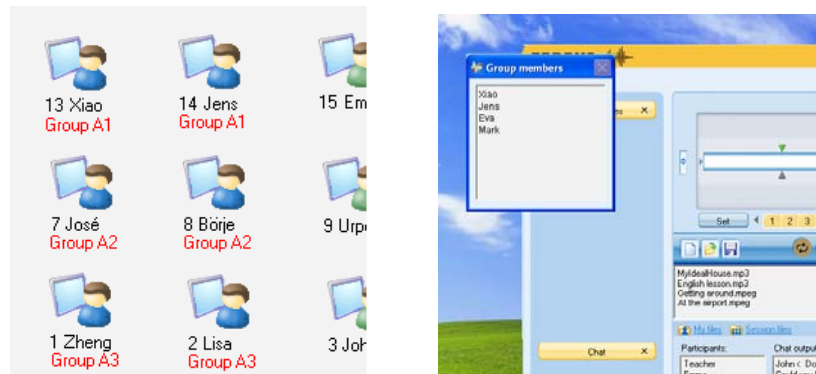 13 Xiao
Group A1
14 Jens
Group A1
15 Em
7 José
Group A2
8 Börje
Group A2
9 Urp
1 Zheng
Group A3
2 Lisa
Group A3
3 Joh
Group members
Xiao
Jens
Eva
Mark
Set
1 2 3
MyIdealHouse.mp3
English lesson.mp3
Getting around.mpeg
At the airport.mpeg
My files
Session files
Participants:
Chat output
Teacher
John < Do
Chat